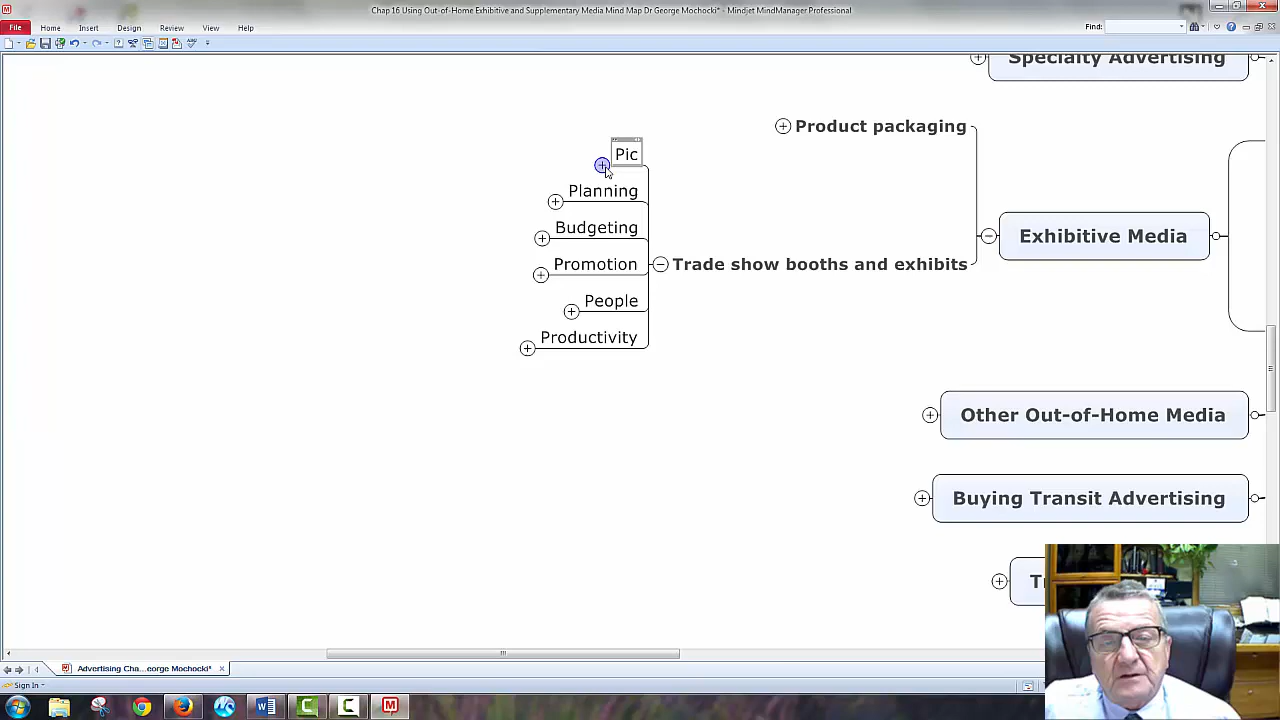 Chap 16 Using Out-of-Home Exhibitive and Supplementary Media Mind Map Dr George Mochocki* - Mindjet MindManager Professional
File Home Insert Design Review View Help
Find:
Specialty Advertising
Product packaging
Pic
Planning
Budgeting
Exhibitive Media
Promotion
Trade show booths and exhibits
People
Productivity
Other Out-of-Home Media
Buying Transit Advertising
Advertising Cha...eorge Mochocki*
Sign In